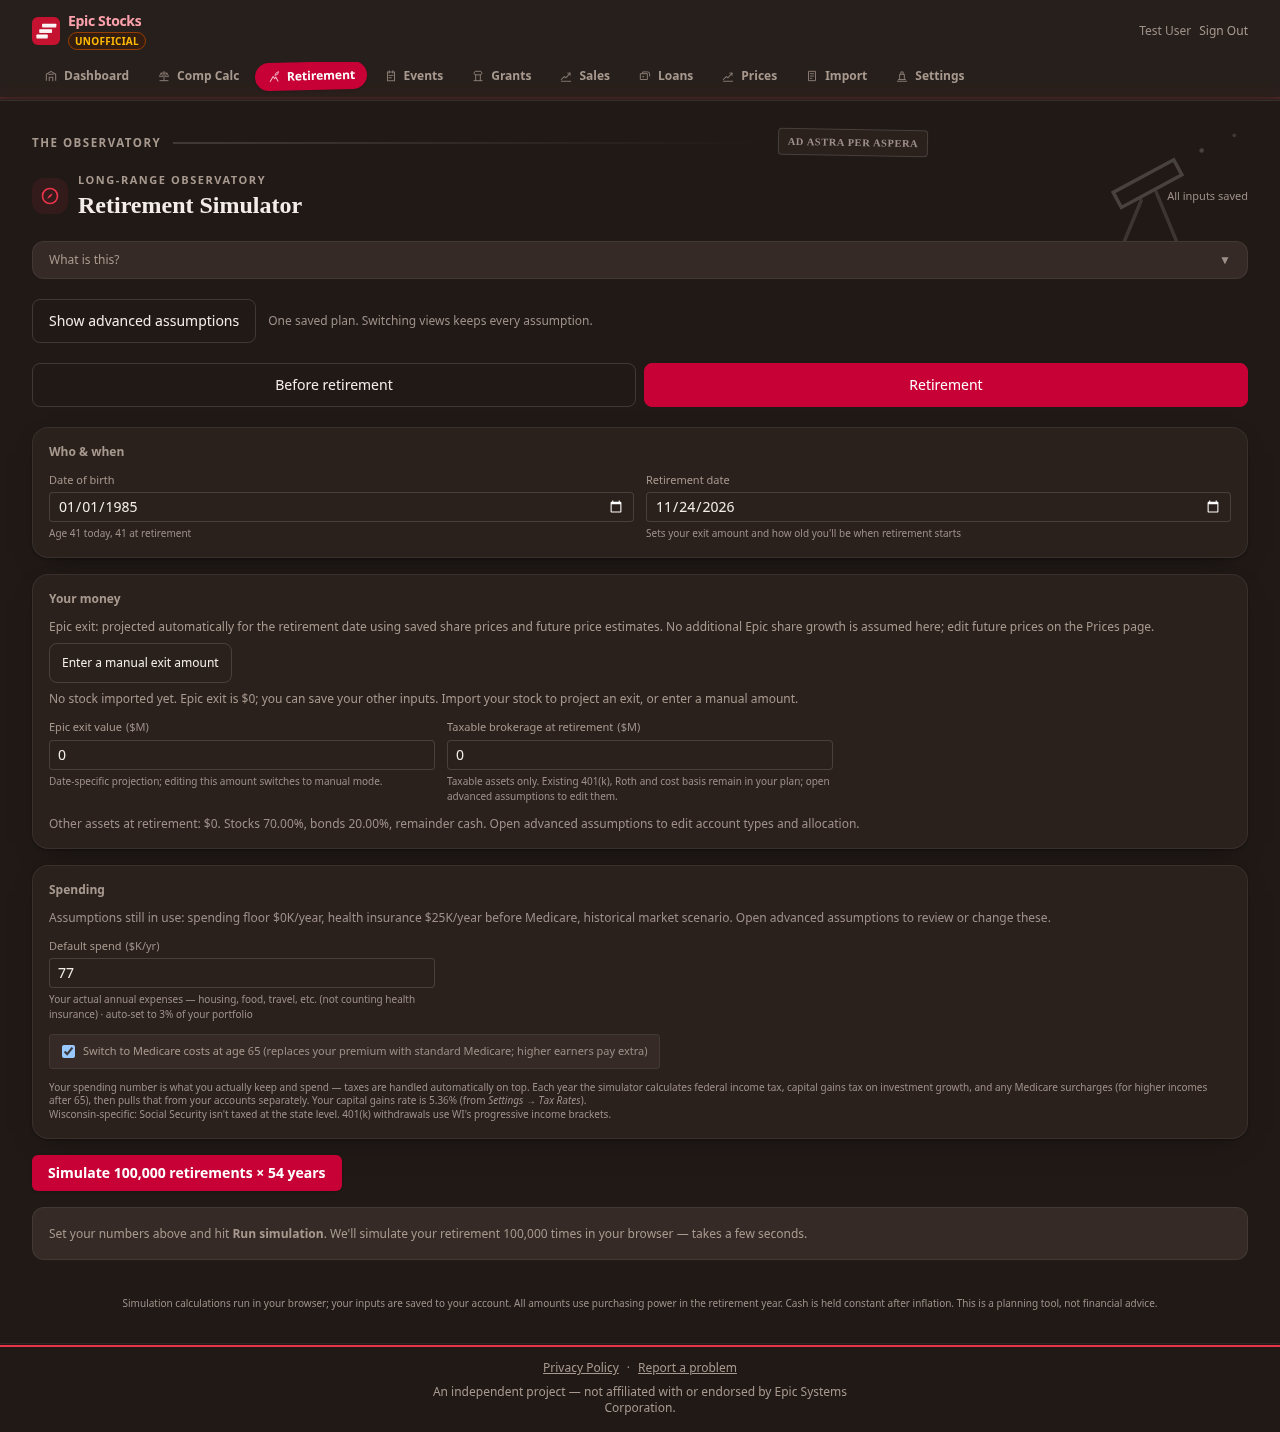 Epic Stocks
UNOFFICIAL
Test User Sign Out
Dashboard Comp Calc Retirement Events Grants Sales Loans Prices Import Settings
THE OBSERVATORY
AD ASTRA PER ASPERA
LONG-RANGE OBSERVATORY
Retirement Simulator
All inputs saved
What is this? ▼
Show advanced assumptions One saved plan. Switching views keeps every assumption.
Before retirement Retirement
Who & when
Date of birth Retirement date
01/01/1985 11/24/2026
Age 41 today, 41 at retirement Sets your exit amount and how old you'll be when retirement starts
Your money
Epic exit: projected automatically for the retirement date using saved share prices and future price estimates. No additional Epic share growth is assumed here; edit future prices on the Prices page.
Enter a manual exit amount
No stock imported yet. Epic exit is $0; you can save your other inputs. Import your stock to project an exit, or enter a manual amount.
Epic exit value ($M) Taxable brokerage at retirement ($M)
0 0
Date-specific projection; editing this amount switches to manual mode. Taxable assets only. Existing 401(k), Roth and cost basis remain in your plan; open
advanced assumptions to edit them.
Other assets at retirement: $0. Stocks 70.00%, bonds 20.00%, remainder cash. Open advanced assumptions to edit account types and allocation.
Spending
Assumptions still in use: spending floor $0K/year, health insurance $25K/year before Medicare, historical market scenario. Open advanced assumptions to review or change these.
Default spend ($K/yr)
77
Your actual annual expenses — housing, food, travel, etc. (not counting health
insurance) · auto-set to 3% of your portfolio
Switch to Medicare costs at age 65 (replaces your premium with standard Medicare; higher earners pay extra)
Your spending number is what you actually keep and spend — taxes are handled automatically on top. Each year the simulator calculates federal income tax, capital gains tax on investment growth, and any Medicare surcharges (for higher incomes
after 65), then pulls that from your accounts separately. Your capital gains rate is 5.36% (from Settings → Tax Rates).
Wisconsin-specific: Social Security isn't taxed at the state level. 401(k) withdrawals use WI's progressive income brackets.
Simulate 100,000 retirements × 54 years
Set your numbers above and hit Run simulation. We'll simulate your retirement 100,000 times in your browser — takes a few seconds.
Simulation calculations run in your browser; your inputs are saved to your account. All amounts use purchasing power in the retirement year. Cash is held constant after inflation. This is a planning tool, not financial advice.
Privacy Policy · Report a problem
An independent project — not affiliated with or endorsed by Epic Systems
Corporation.